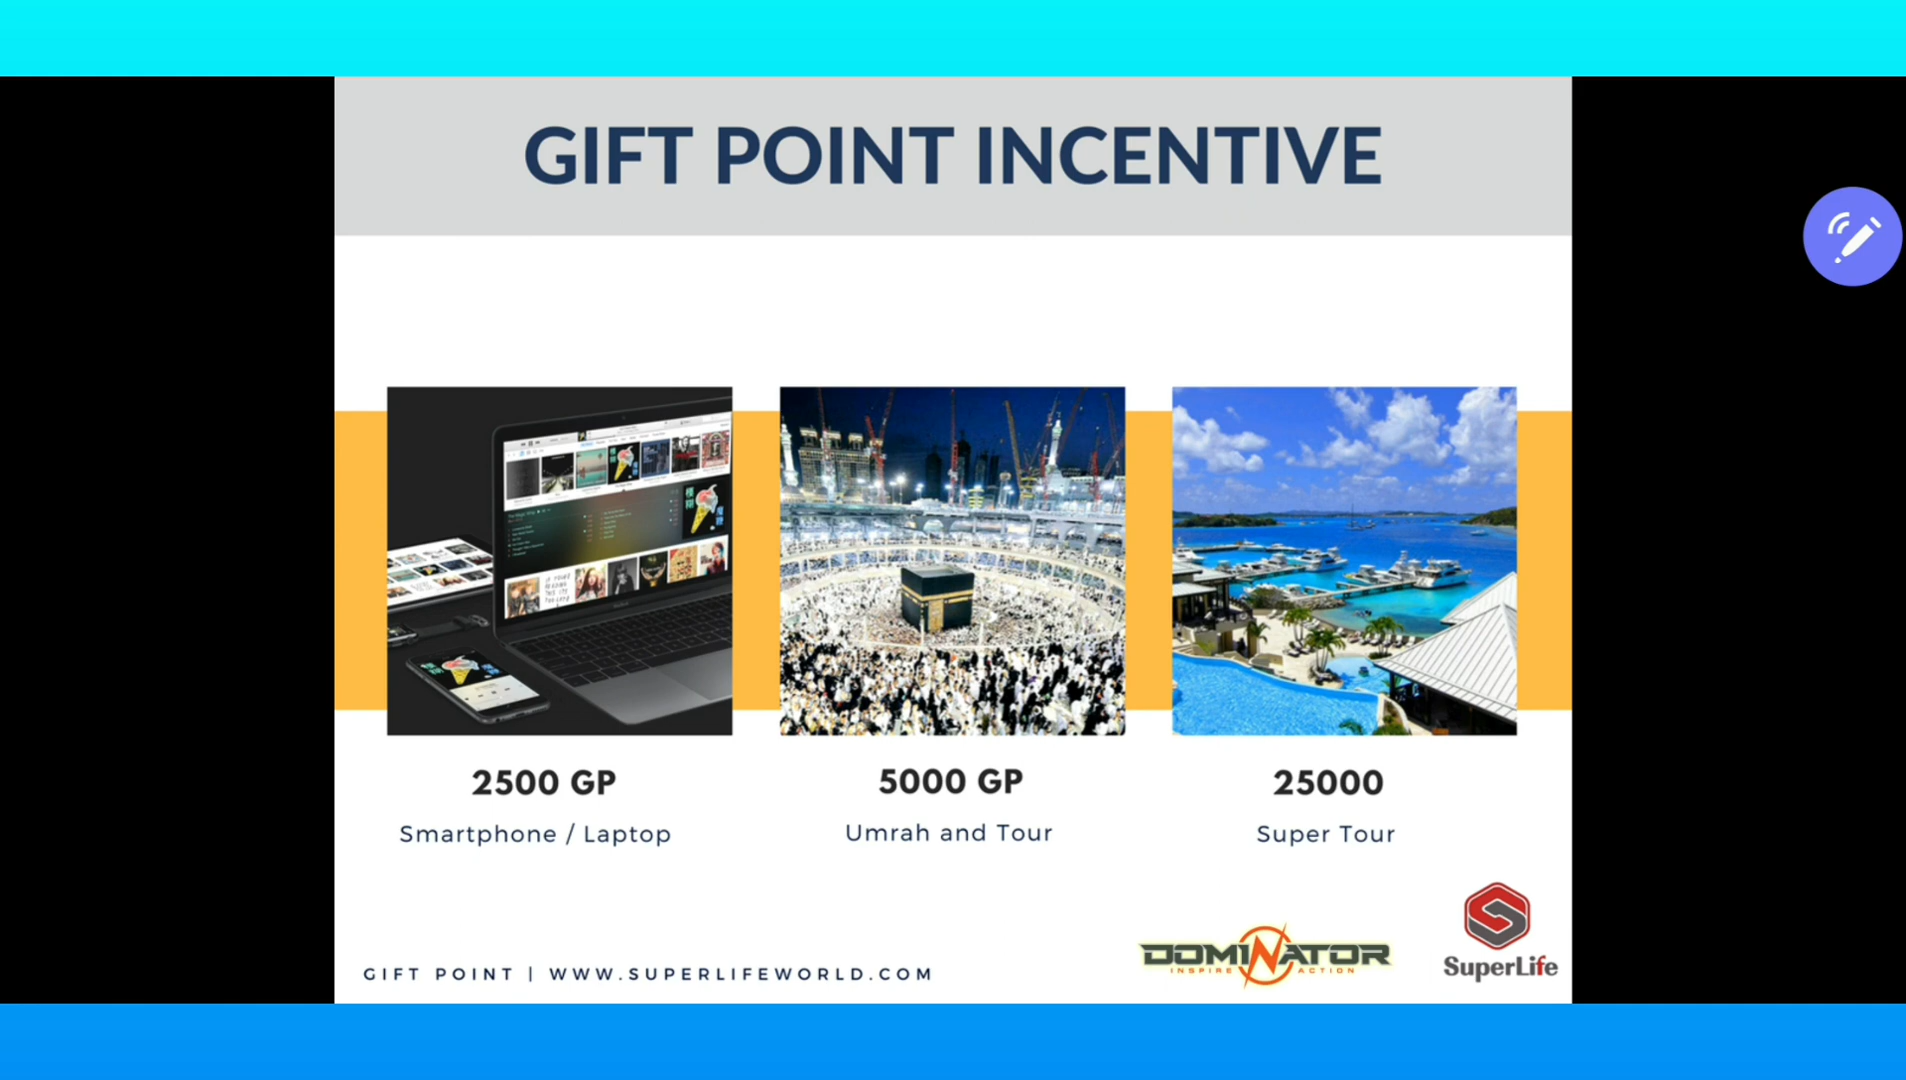 GIFT POINT INCENTIVE
2500 GP
Smartphone / Laptop
5000 GP
Umrah and Tour
25000
Super Tour
GIFT POINT | WWW.SUPERLIFEWORLD.COM
DOMINATOR
INSPIRE ACTION
SuperLife